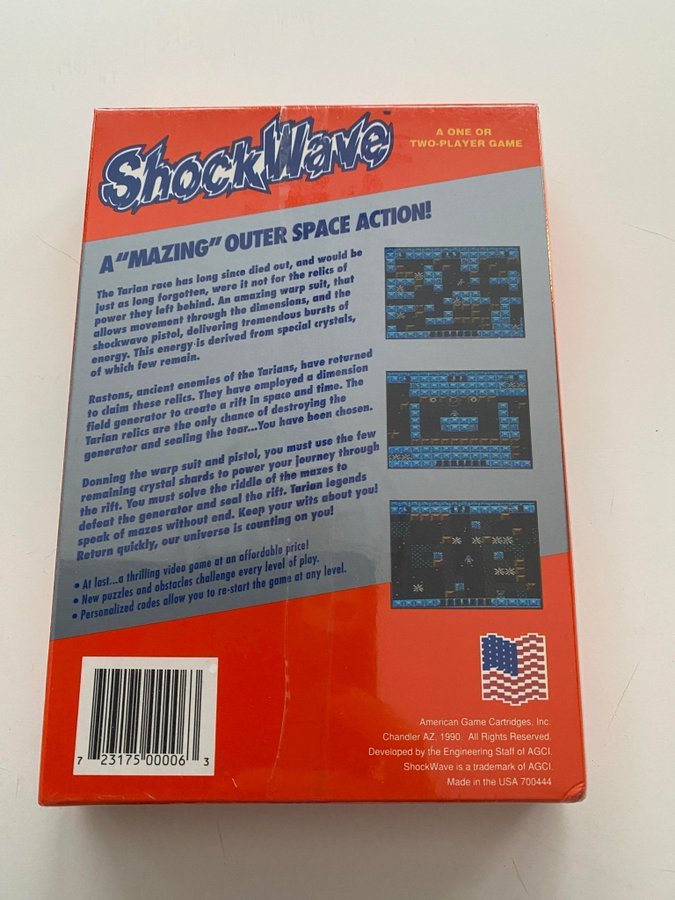 ShockWave™
A ONE OR
TWO-PLAYER GAME
A "MAZING" OUTER SPACE ACTION!
The Tarian race has long since died out, and would be
just as long forgotten, were it not for the relics of
power they left behind. An amazing warp suit, that
allows movement through the dimensions, and the
shockwave pistol, delivering tremendous bursts of
energy. This energy is derived from special crystals,
of which few remain.
Rastons, ancient enemies of the Tarians, have returned
to claim these relics. They have employed a dimension
field generator to create a rift in space and time. The
Tarian relics are the only chance of destroying the
generator and sealing the tear...You have been chosen.
Donning the warp suit and pistol, you must use the few
remaining crystal shards to power your journey through
the rift. You must solve the riddle of the mazes to
defeat the generator and seal the rift. Tarian legends
speak of mazes without end. Keep your wits about you!
Return quickly, our universe is counting on you!
• At last...a thrilling video game at an affordable price!
• New puzzles and obstacles challenge every level of play.
• Personalized codes allow you to re-start the game at any level.
7 23175 00006 3
American Game Cartridges, Inc.
Chandler AZ, 1990. All Rights Reserved.
Developed by the Engineering Staff of AGCI.
ShockWave is a trademark of AGCI.
Made in the USA 700444